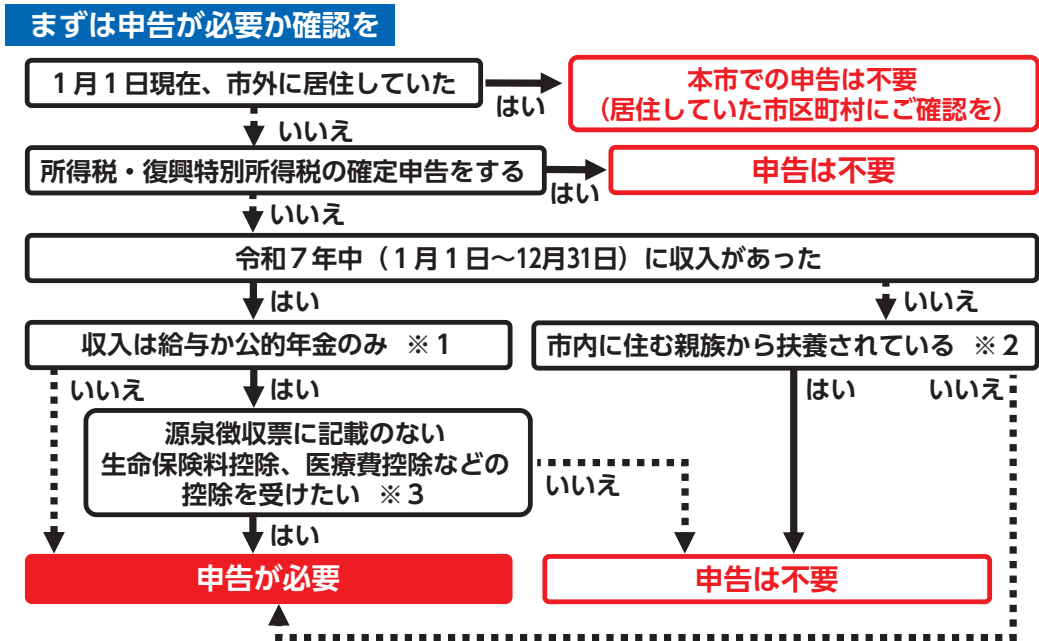 まずは申告が必要か確認を
１月１日現在、市外に居住していた
はい
本市での申告は不要
（居住していた市区町村にご確認を）
いいえ
所得税・復興特別所得税の確定申告をする
はい
申告は不要
いいえ
令和７年中（１月１日～12月31日）に収入があった
はい
いいえ
収入は給与か公的年金のみ ※１
市内に住む親族から扶養されている ※２
いいえ
はい
はい
いいえ
源泉徴収票に記載のない
生命保険料控除、医療費控除などの
控除を受けたい ※３
いいえ
はい
申告が必要
申告は不要